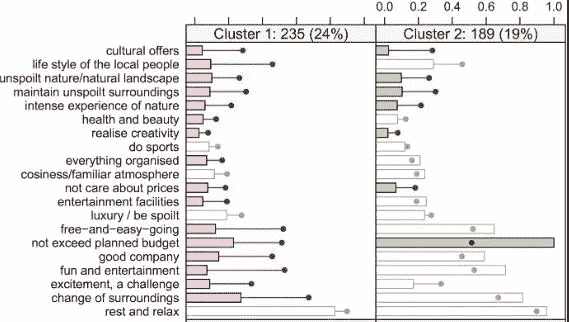 0.0 0.2 0.4 0.6 0.8 1.0
Cluster 1: 235 (24%) Cluster 2: 189 (19%)
cultural offers
life style of the local people
unspoilt nature/natural landscape
maintain unspoilt surroundings
intense experience of nature
health and beauty
realise creativity
do sports
everything organised
cosiness/familiar atmosphere
not care about prices
entertainment facilities
luxury / be spoilt
free-and-easy-going
not exceed planned budget
good company
fun and entertainment
excitement, a challenge
change of surroundings
rest and relax